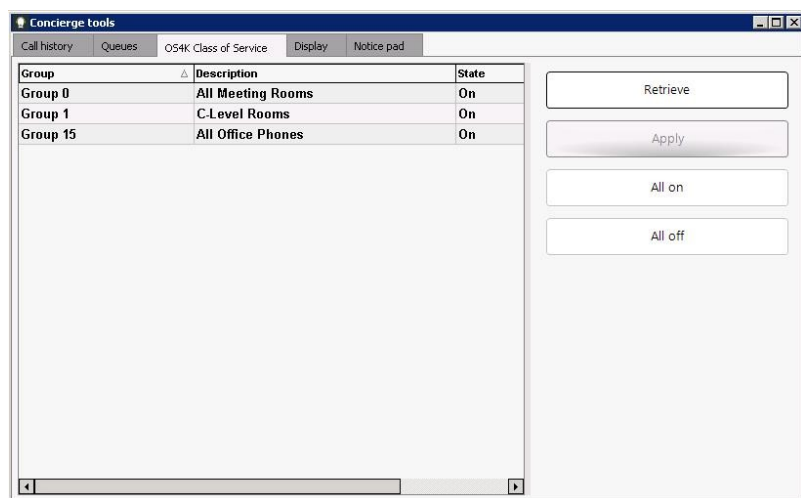 Concierge tools
Call history Queues OS4K Class of Service Display Notice pad
Group Description State
Group 0 All Meeting Rooms On
Group 1 C-Level Rooms On
Group 15 All Office Phones On
Retrieve
Apply
All on
All off